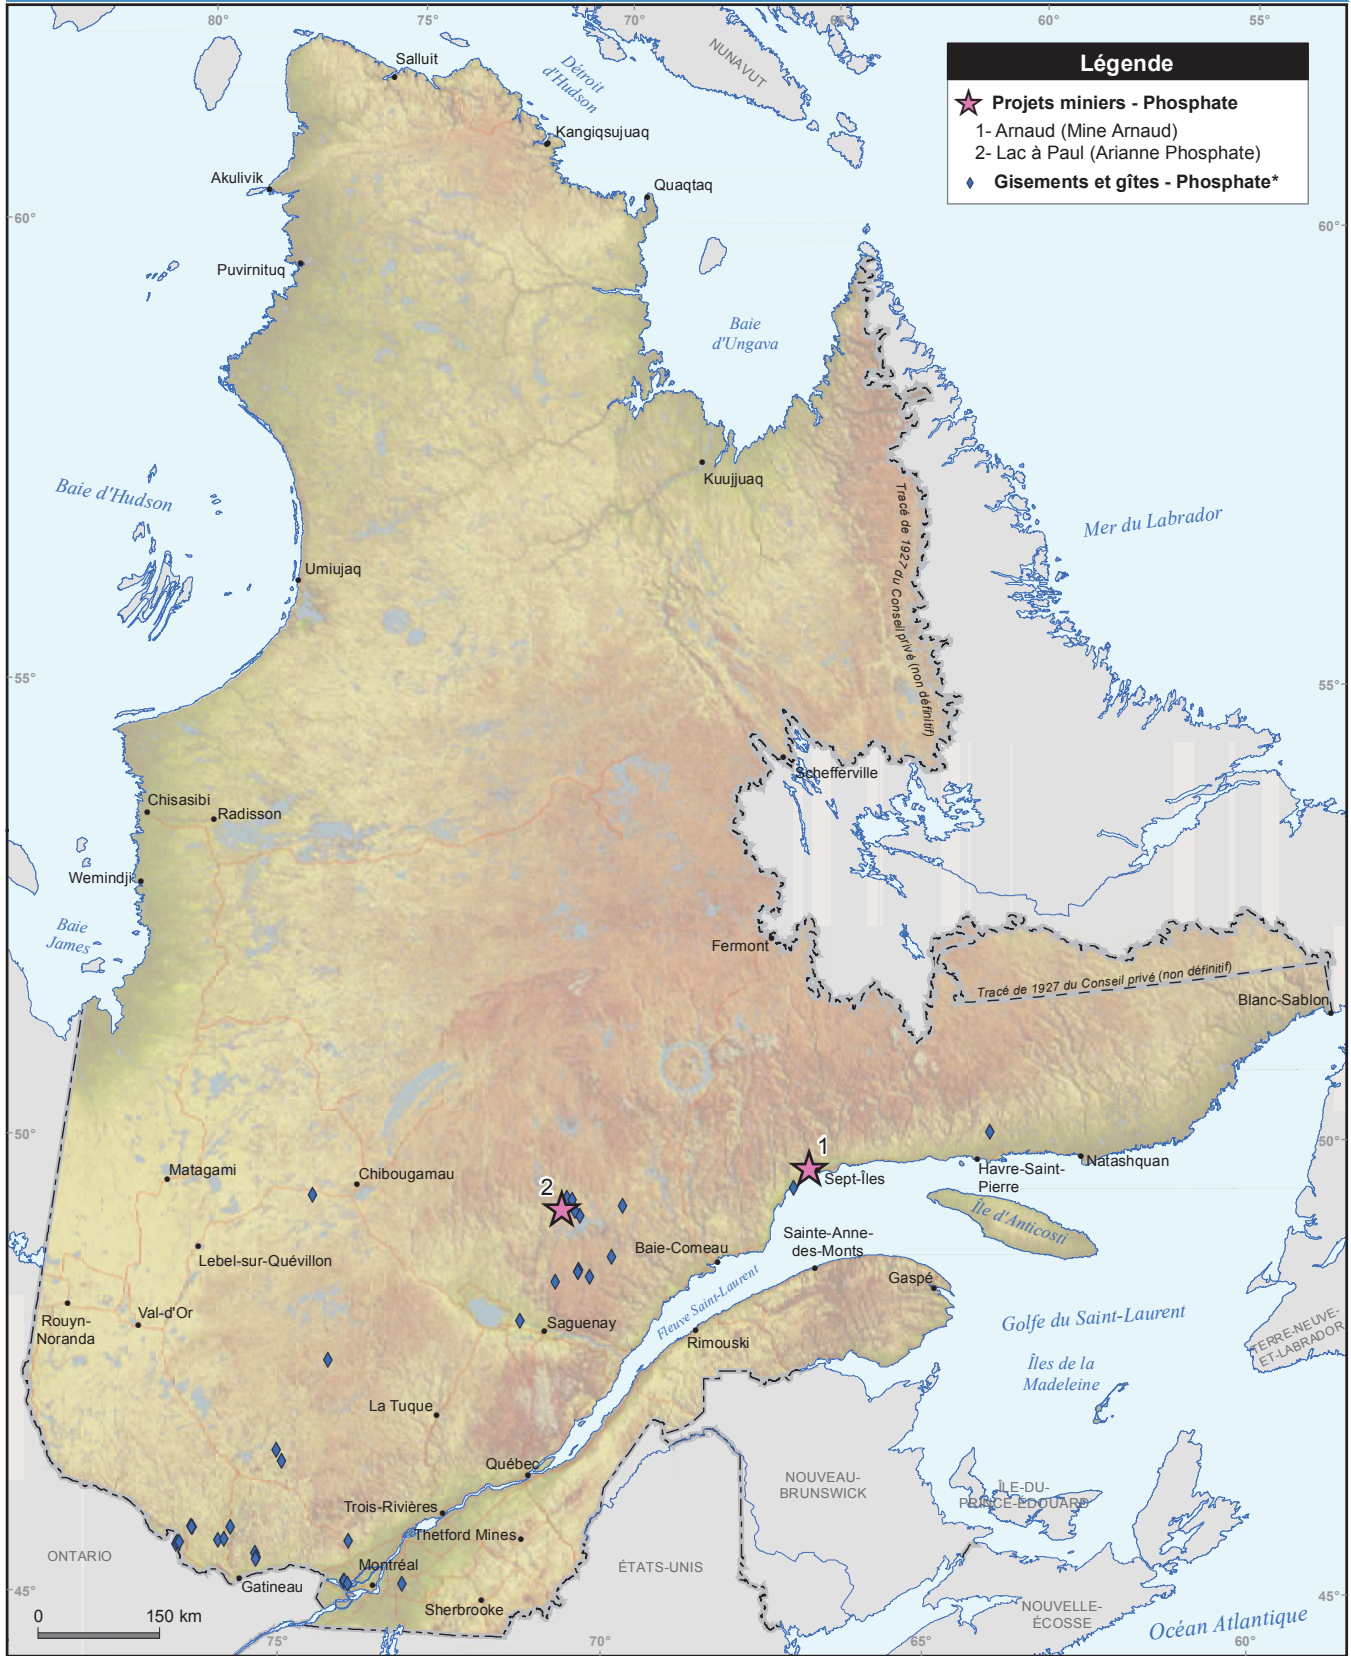 80°
75°
70°
65°
60°
55°
Légende
Projets miniers - Phosphate
1- Arnaud (Mine Arnaud)
2- Lac à Paul (Arianne Phosphate)
Gisements et gîtes - Phosphate*
NUNAVUT
Salluit
Détroit
d'Hudson
Kangiqsujuaq
Akulivik
Quaqtaq
60°
60°
Puvirnituq
Baie
d'Ungava
Kuujjuaq
Baie d'Hudson
Mer du Labrador
Tracé de 1927 du Conseil privé (non définitif)
Umiujaq
55°
55°
Schefferville
Chisasibi
Radisson
Wemindji
Baie
James
Fermont
Tracé de 1927 du Conseil privé (non définitif)
Blanc-Sablon
50°
50°
1
Matagami
Chibougamau
Sept-Îles
Havre-Saint-
Pierre
Natashquan
2
Île d'Anticosti
Sainte-Anne-
des-Monts
Baie-Comeau
Lebel-sur-Quévillon
Gaspé
Fleuve Saint-Laurent
Rouyn-
Noranda
Val-d'Or
Saguenay
Rimouski
Golfe du Saint-Laurent
TERRE-NEUVE-
ET-LABRADOR
Îles de la
Madeleine
La Tuque
Québec
NOUVEAU-
BRUNSWICK
ÎLE-DU-
PRINCE-ÉDOUARD
Trois-Rivières
Thetford Mines
ONTARIO
Montréal
ÉTATS-UNIS
Gatineau
45°
45°
Sherbrooke
NOUVELLE-
ÉCOSSE
Océan Atlantique
0
150 km
75°
70°
65°
60°